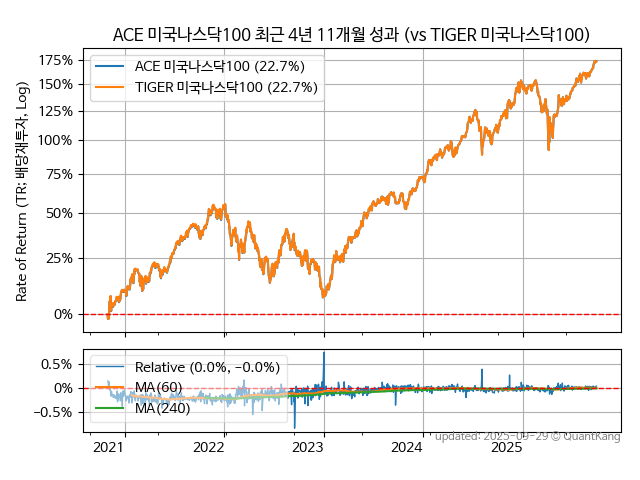 ACE 미국나스닥100 최근 4년 11개월 성과 (vs TIGER 미국나스닥100)
Rate of Return (TR; 배당재투자, Log)
175%
150%
125%
100%
75%
50%
25%
0%
ACE 미국나스닥100 (22.7%)
TIGER 미국나스닥100 (22.7%)
0.5%
0%
−0.5%
Relative (0.0%, −0.0%)
MA(60)
MA(240)
2021 2022 2023 2024 2025
updated: 2025-09-29 © QuantKang